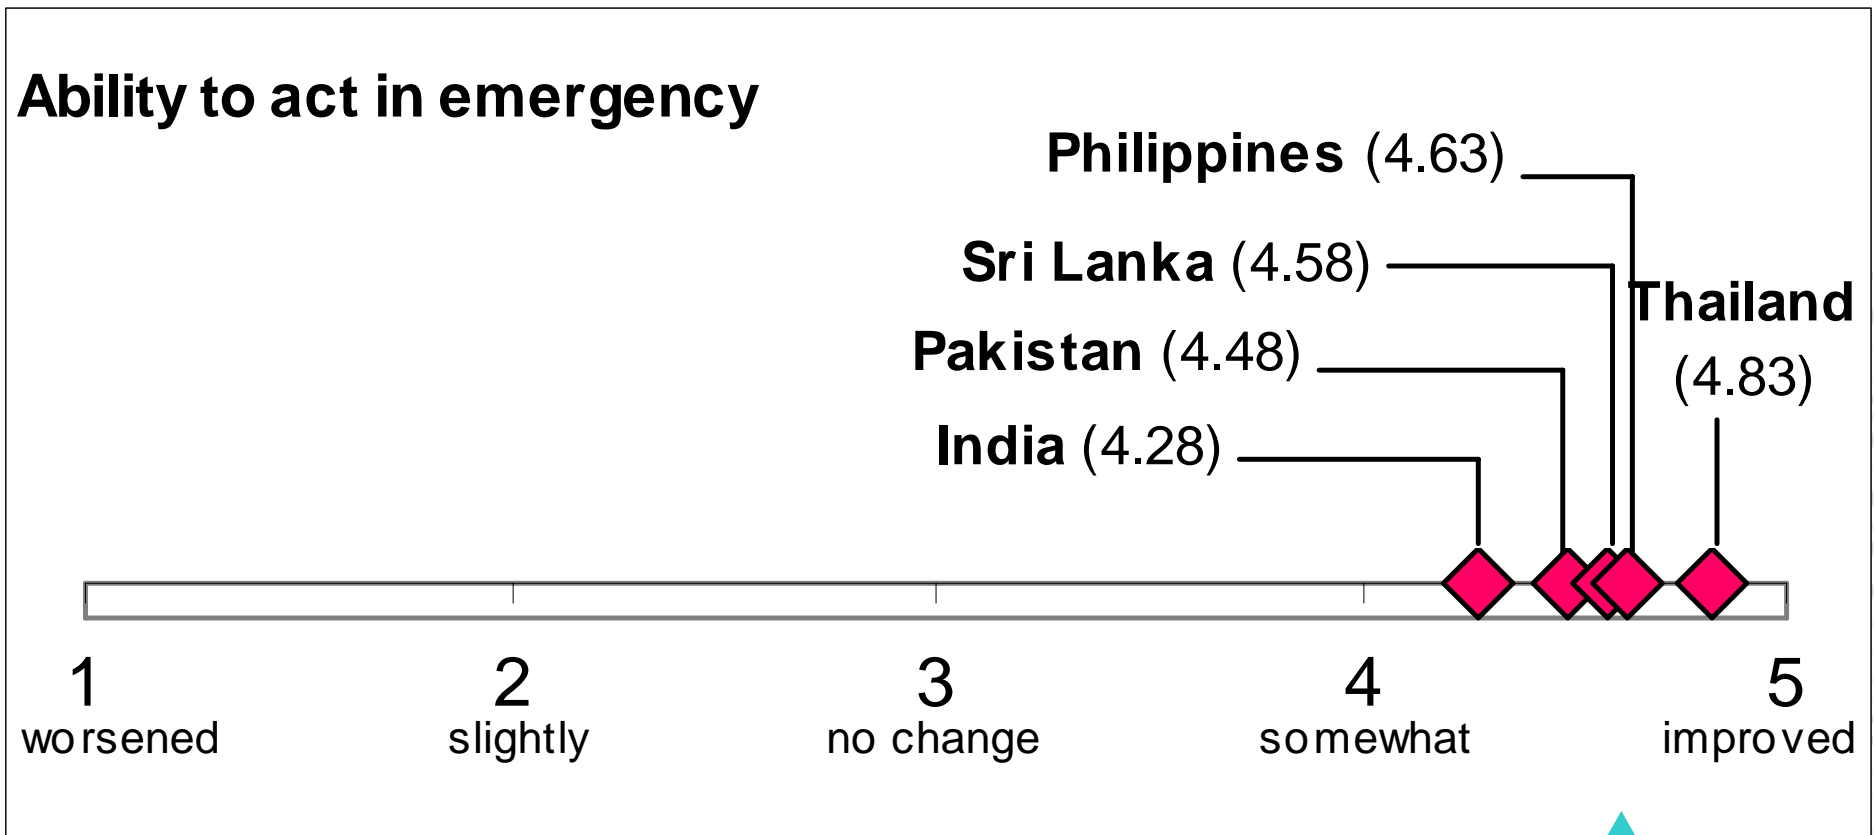 Ability to act in emergency
Philippines (4.63)
Sri Lanka (4.58)
Thailand
(4.83)
Pakistan (4.48)
India (4.28)
1 2 3 4 5
worsened slightly no change somewhat improved